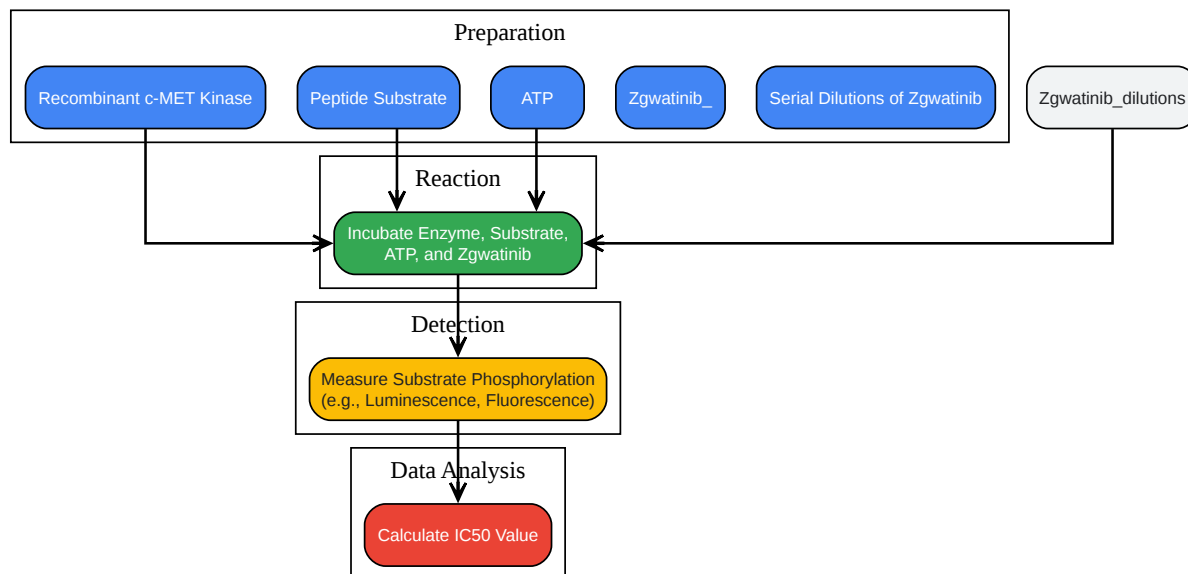 Preparation
Recombinant c-MET Kinase
Peptide Substrate
ATP
Zgwatinib_
Serial Dilutions of Zgwatinib
Zgwatinib_dilutions
Reaction
Incubate Enzyme, Substrate,
ATP, and Zgwatinib
Detection
Measure Substrate Phosphorylation
(e.g., Luminescence, Fluorescence)
Data Analysis
Calculate IC50 Value